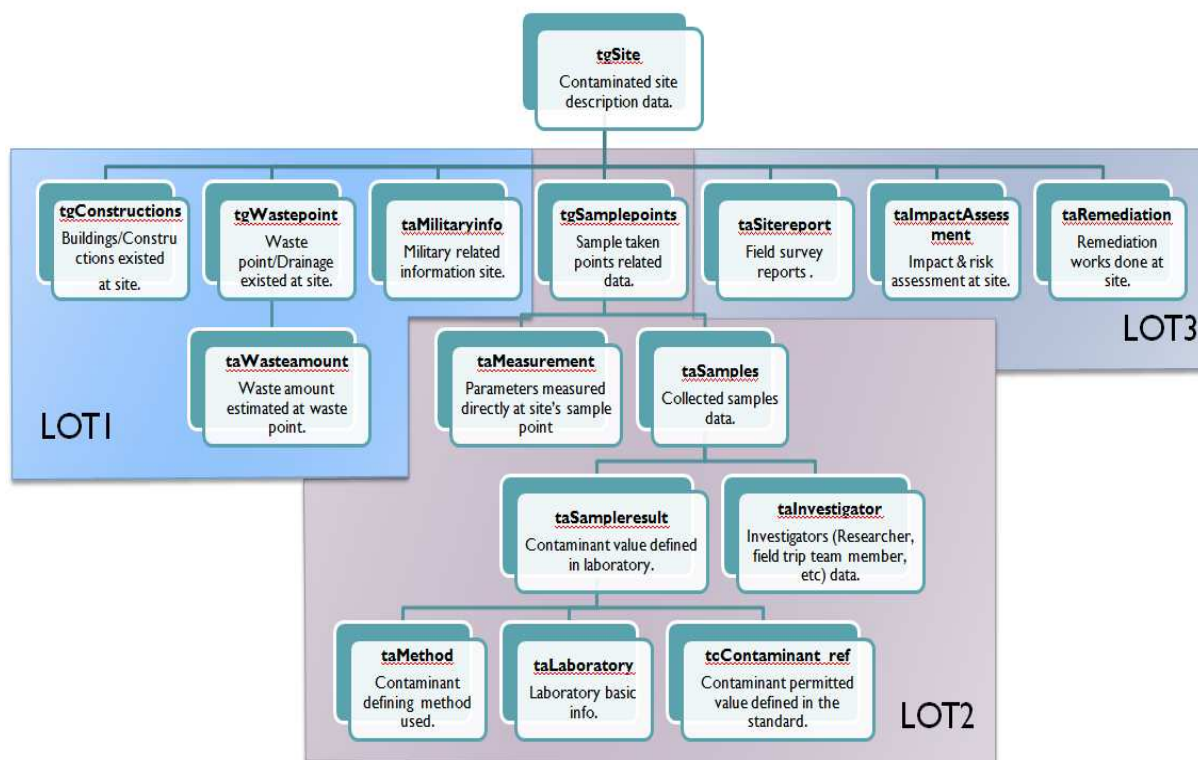 tgSite
Contaminated site
description data.
tgConstructions
Buildings/Constru
ctions existed
at site.
tgWastepoint
Waste
point/Drainage
existed at site.
taMilitaryinfo
Military related
information site.
tgSamplepoints
Sample taken
points related
data.
taSitereport
Field survey
reports .
taImpactAssess
ment
Impact & risk
assessment at site.
taRemediation
Remediation
works done at
site.
LOT3
taWasteamount
Waste amount
estimated at waste
point.
LOT1
taMeasurement
Parameters measured
directly at site's sample
point
taSamples
Collected samples
data.
taSampleresult
Contaminant value defined
in laboratory.
taInvestigator
Investigators (Researcher,
field trip team member,
etc) data.
taMethod
Contaminant
defining method
used.
taLaboratory
Laboratory basic
info.
tcContaminant_ref
Contaminant permitted
value defined in the
standard.
LOT2